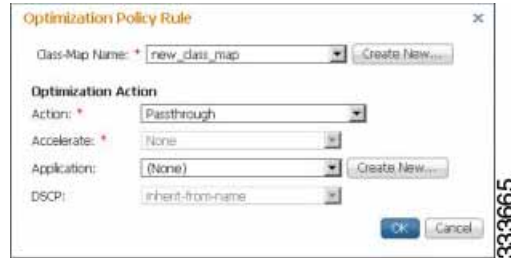 Optimization Policy Rule
Class-Map Name: * new_class_map Create New...
Optimization Action
Action: * Passthrough
Accelerate: * None
Application: (None) Create New...
DSCP: inherit-from-name
OK Cancel
333665